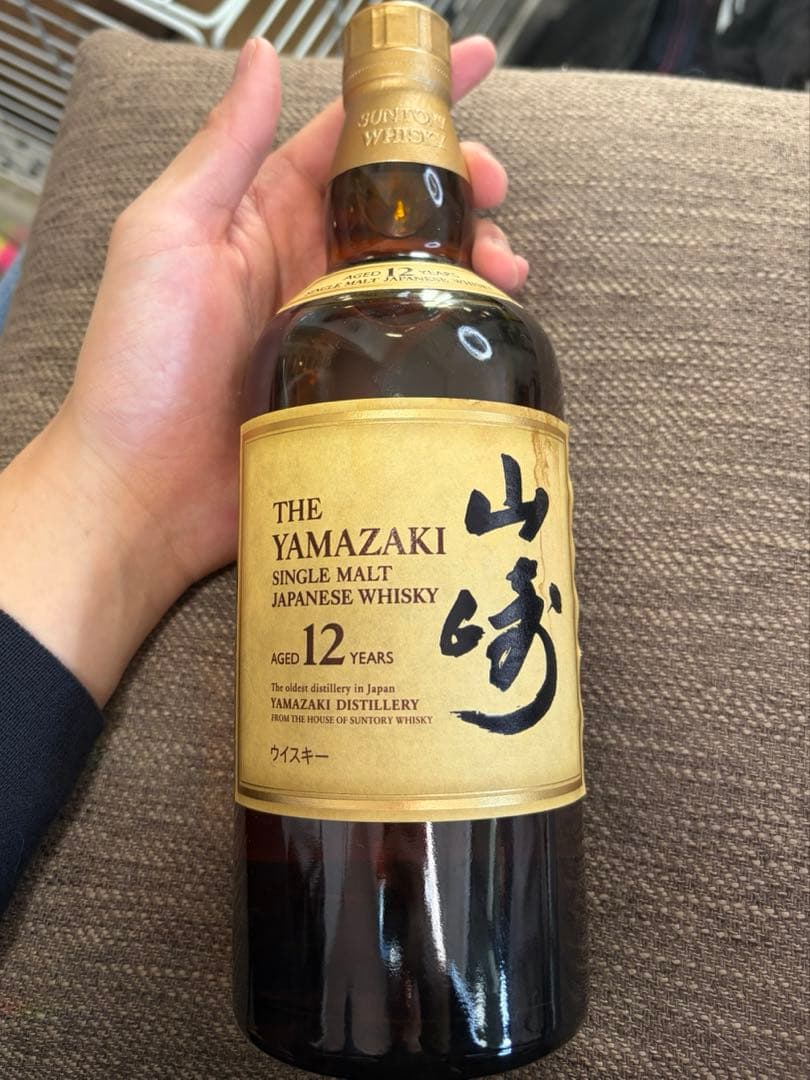 SUNTORY
WHISKY
AGED 12 YEARS
SINGLE MALT JAPANESE WHISKY
THE
YAMAZAKI
SINGLE MALT
JAPANESE WHISKY
AGED 12 YEARS
The oldest distillery in Japan
YAMAZAKI DISTILLERY
FROM THE HOUSE OF SUNTORY WHISKY
ウイスキー
山崎